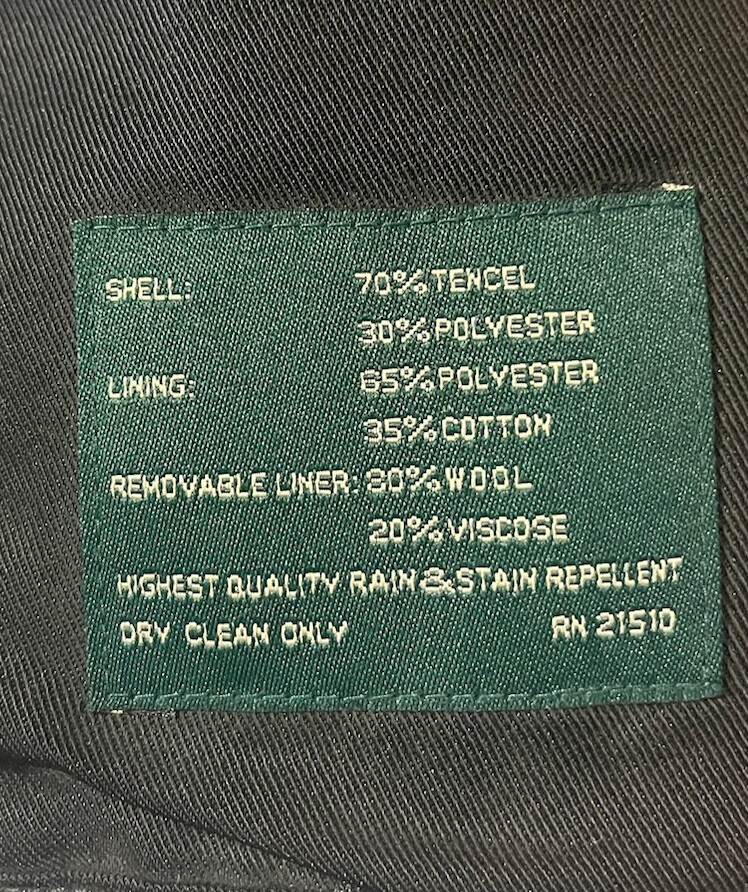 SHELL: 70% TENCEL
30% POLYESTER
LINING: 65% POLYESTER
35% COTTON
REMOVABLE LINER: 80% WOOL
20% VISCOSE
HIGHEST QUALITY RAIN & STAIN REPELLENT
DRY CLEAN ONLY RN 21510